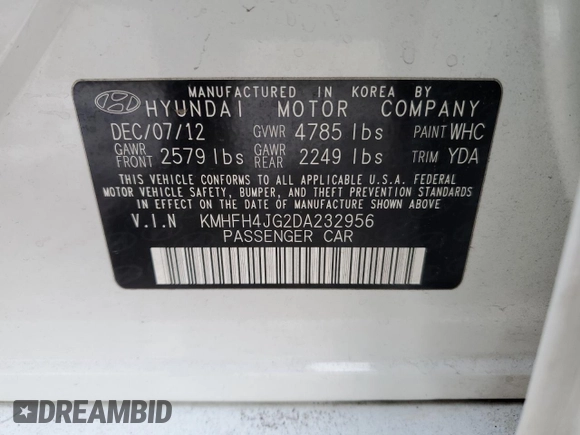 MANUFACTURED IN KOREA BY
HYUNDAI MOTOR COMPANY
DEC/07/12 GVWR 4785 lbs PAINT WHC
GAWR FRONT 2579 lbs GAWR REAR 2249 lbs TRIM YDA
THIS VEHICLE CONFORMS TO ALL APPLICABLE U.S.A. FEDERAL
MOTOR VEHICLE SAFETY, BUMPER, AND THEFT PREVENTION STANDARDS
IN EFFECT ON THE DATE OF MANUFACTURE SHOWN ABOVE
V.I.N KMHFH4JG2DA232956
PASSENGER CAR
DREAMBID